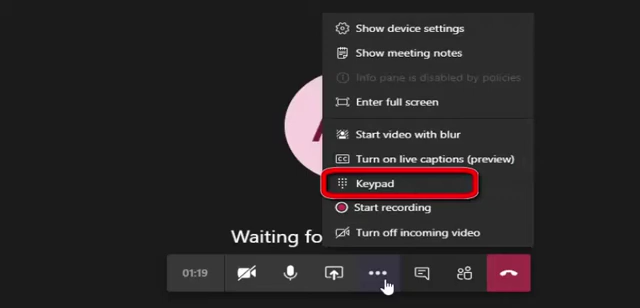 Show device settings
Show meeting notes
Info pane is disabled by policies
Enter full screen
Start video with blur
CC Turn on live captions (preview)
Keypad
Start recording
Turn off incoming video
Waiting fo
01:19